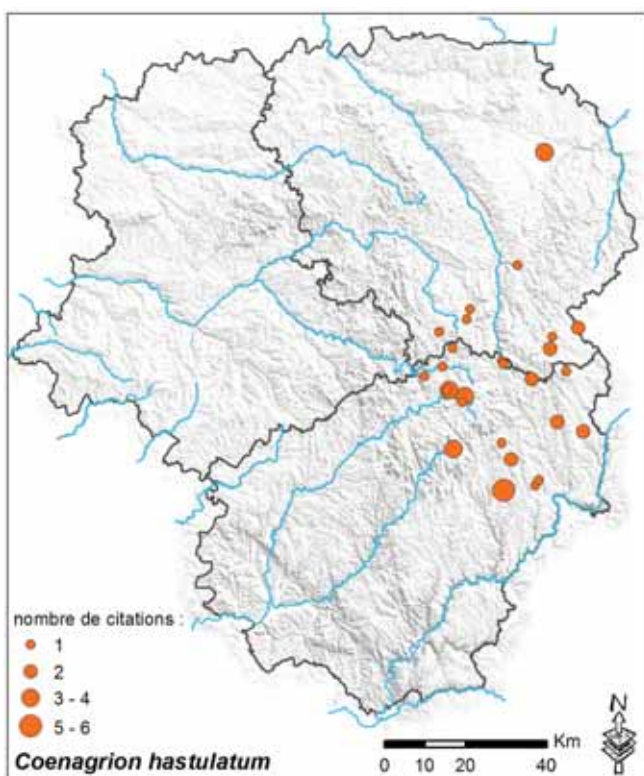 nombre de citations :
1
2
3 - 4
5 - 6
Coenagrion hastulatum
0 10 20 40 Km
N